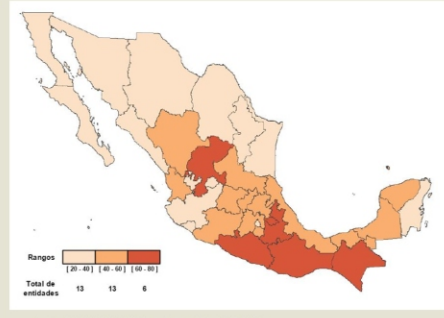 Rangos
[ 20 - 40 ] [ 40 - 60 ] [ 60 - 80 ]
Total de
entidades 13 13 6